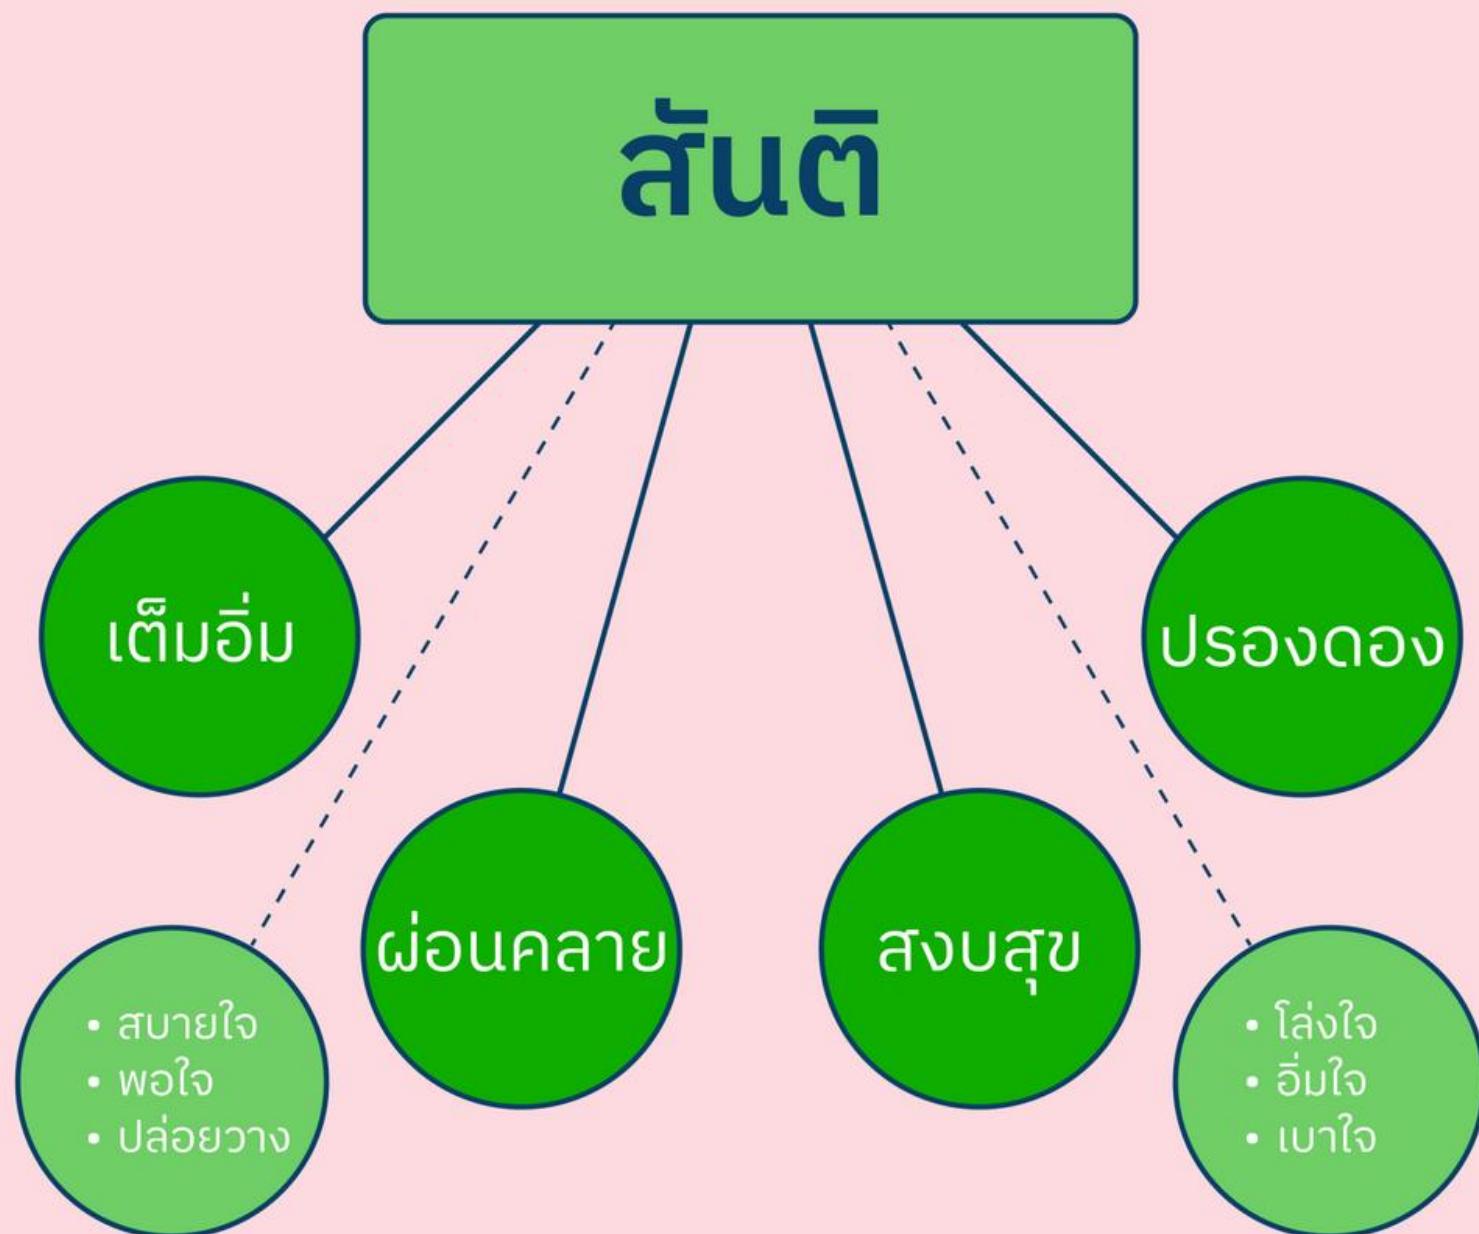 สันติ
เต็มอิ่ม
ปรองดอง
ผ่อนคลาย
สงบสุข
• สบายใจ
• พอใจ
• ปล่อยวาง
• โล่งใจ
• อิ่มใจ
• เบาใจ